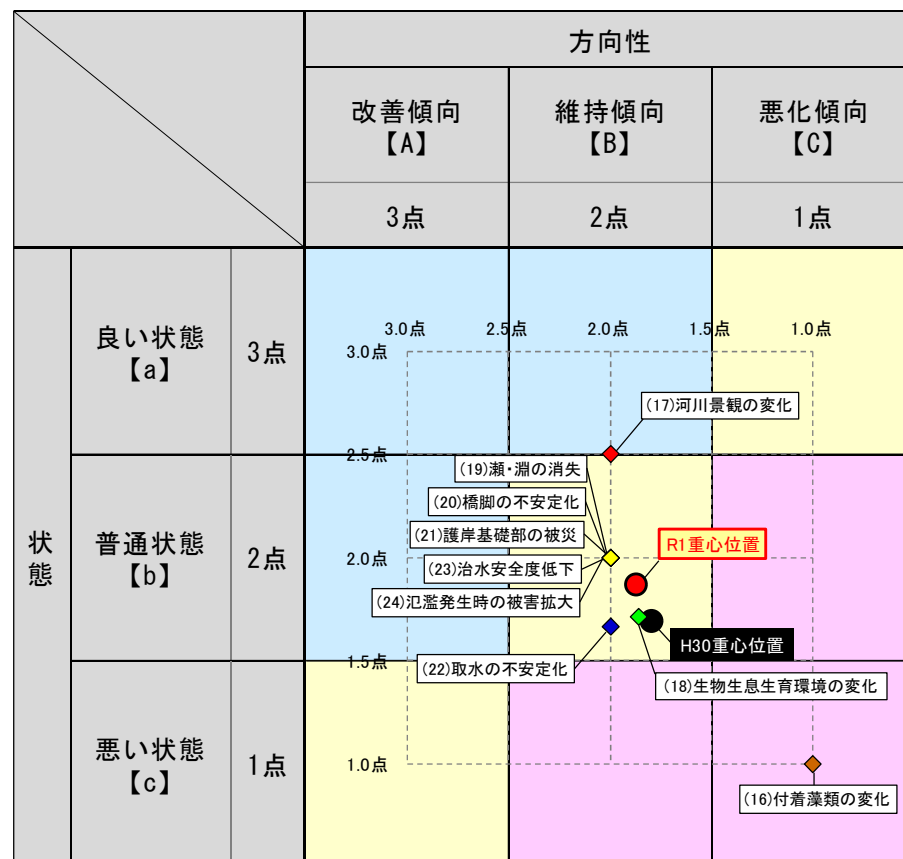 方向性
改善傾向
【A】
維持傾向
【B】
悪化傾向
【C】
3点
2点
1点
状態
良い状態
【a】
3点
普通状態
【b】
2点
悪い状態
【c】
1点
3.0点
2.5点
2.0点
1.5点
1.0点
3.0点
2.5点
2.0点
1.5点
1.0点
(17)河川景観の変化
(19)瀬・淵の消失
(20)橋脚の不安定化
(21)護岸基礎部の被災
(23)治水安全度低下
(24)氾濫発生時の被害拡大
(22)取水の不安定化
R1重心位置
H30重心位置
(18)生物生息生育環境の変化
(16)付着藻類の変化